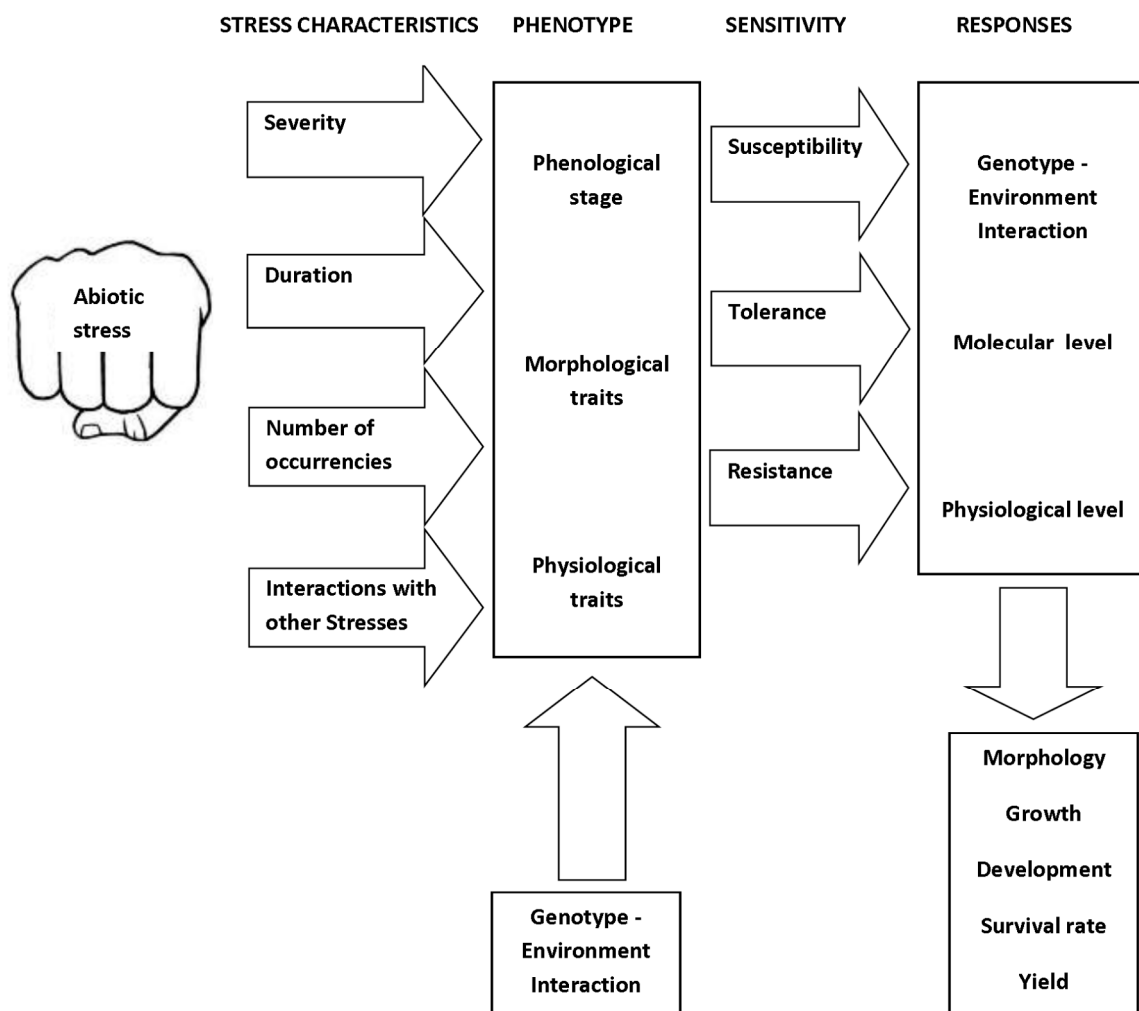 STRESS CHARACTERISTICS PHENOTYPE SENSITIVITY RESPONSES
Abiotic
stress
Severity
Duration
Number of
occurrencies
Interactions with
other Stresses
Phenological
stage
Morphological
traits
Physiological
traits
Genotype -
Environment
Interaction
Susceptibility
Tolerance
Resistance
Genotype -
Environment
Interaction
Molecular level
Physiological level
Morphology
Growth
Development
Survival rate
Yield